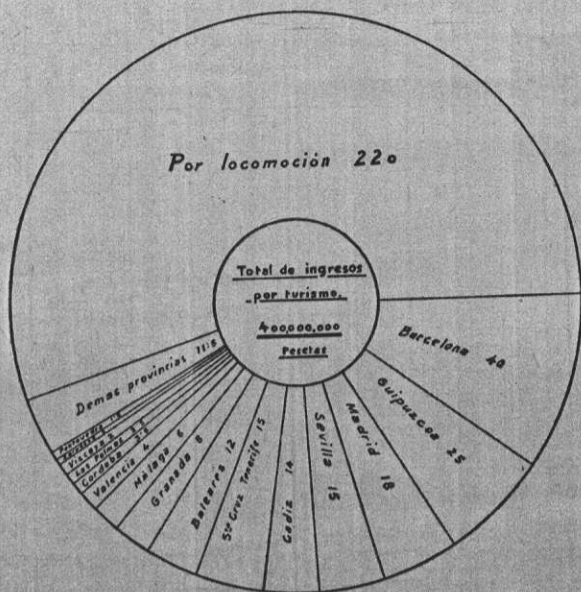 Por locomoción 220
Total de ingresos
por turismo.
400,000,000
Pesetas
Barcelona 40
Guipuzcoa 25
Madrid 18
Sevilla 15
Cadiz 14
Sta Cruz Tenerife 15
Baleares 12
Granada 8
Málaga 6
Valencia 4
Cordoba
Las Palmas
Vizcaya
Demas provincias